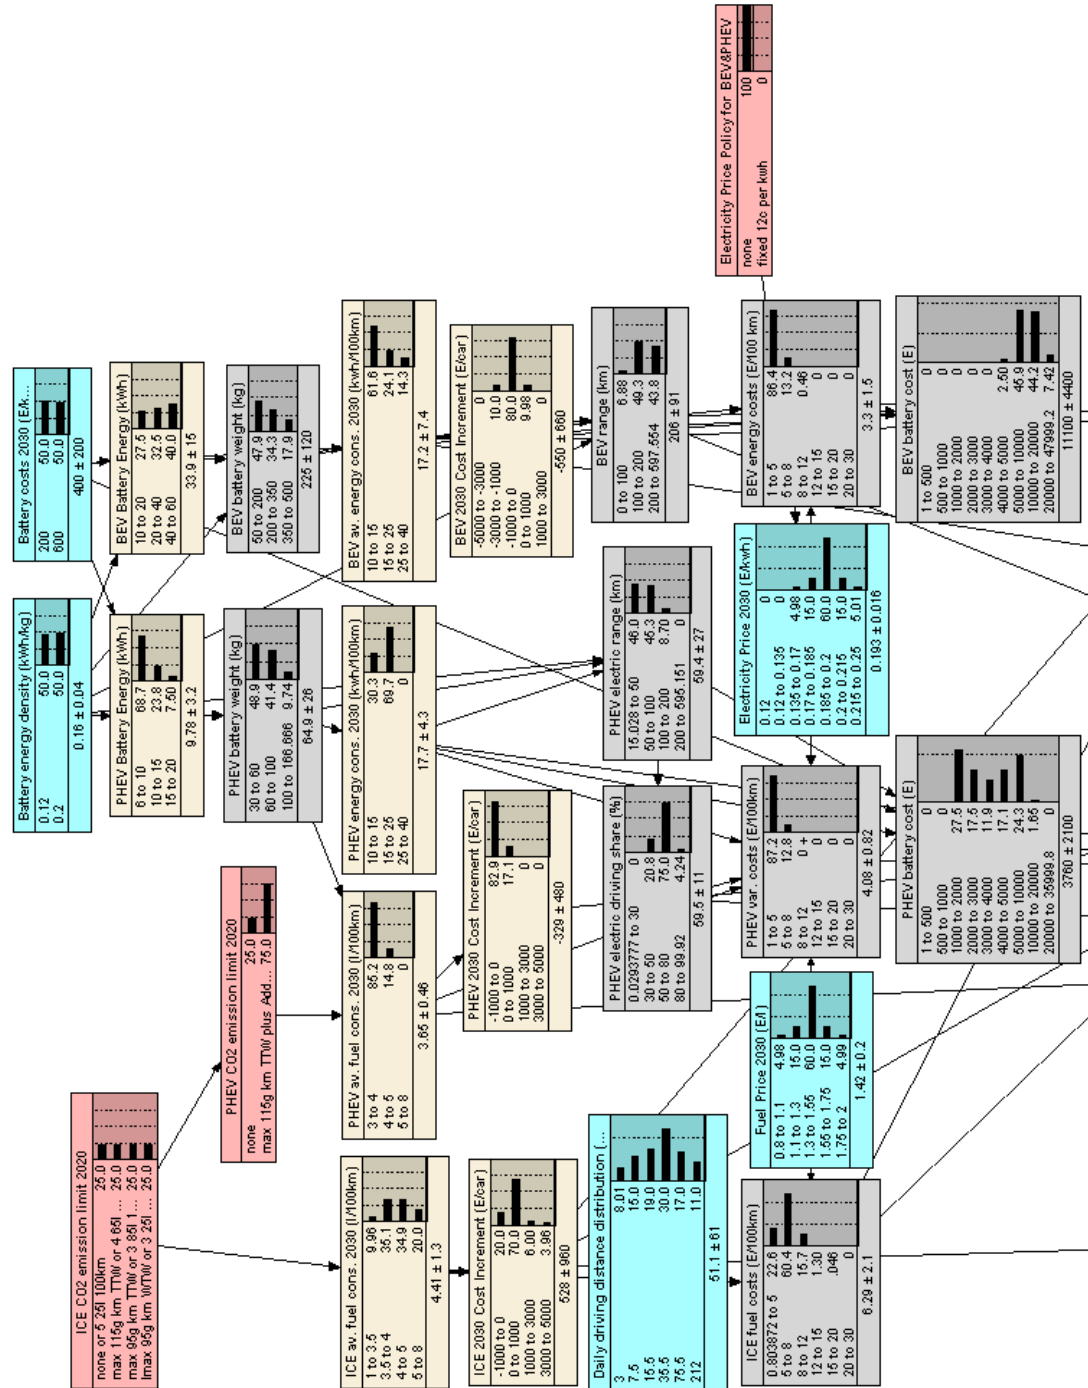 ICE CO2 emission limit 2020
none or 5 25l 100km 25.0
max 115g km TTW or 4 65l ... 25.0
max 95g km TTW or 3 85l 1... 25.0
lmax 95g km WTW or 3 25l ... 25.0
PHEV CO2 emission limit 2020
none 25.0
max 115g km TTW plus Add... 75.0
Battery energy density (kWh/kg)
0.12 50.0
0.2 50.0
0.16 ± 0.04
Battery costs 2030 (E/k...
200 50.0
600 50.0
400 ± 200
PHEV Battery Energy (kWh)
6 to 10 68.7
10 to 15 23.8
15 to 20 7.50
9.78 ± 3.2
BEV Battery Energy (kWh)
10 to 20 27.5
20 to 40 32.5
40 to 60 40.0
33.9 ± 15
PHEV battery weight (kg)
30 to 60 48.9
60 to 100 41.4
100 to 166.666 9.74
64.9 ± 26
BEV battery weight (kg)
50 to 200 47.9
200 to 350 34.3
350 to 500 17.9
225 ± 120
ICE av. fuel cons. 2030 (l/100km)
1 to 3.5 9.96
3.5 to 4 35.1
4 to 5 34.9
5 to 8 20.0
4.41 ± 1.3
PHEV av. fuel cons. 2030 (l/100km)
3 to 4 85.2
4 to 5 14.8
5 to 8 0
3.65 ± 0.46
PHEV energy cons. 2030 (kwh/100km)
10 to 15 30.3
15 to 25 69.7
25 to 40 0
17.7 ± 4.3
BEV av. energy cons. 2030 (kwh/100km)
10 to 15 61.6
15 to 25 24.1
25 to 40 14.3
17.2 ± 7.4
ICE 2030 Cost Increment (E/car)
-1000 to 0 20.0
0 to 1000 70.0
1000 to 3000 6.00
3000 to 5000 3.96
528 ± 960
PHEV 2030 Cost Increment (E/car)
-1000 to 0 82.9
0 to 1000 17.1
1000 to 3000 0
3000 to 5000 0
-329 ± 480
BEV 2030 Cost Increment (E/car)
-5000 to -3000 0
-3000 to -1000 10.0
-1000 to 0 80.0
0 to 1000 9.98
1000 to 3000 0
-550 ± 660
Daily driving distance distribution (...
3 8.01
7.5 15.0
15.5 19.0
35.5 30.0
75.5 17.0
212 11.0
51.1 ± 61
PHEV electric driving share (%)
0.0293777 to 30 0
30 to 50 20.8
50 to 80 75.0
80 to 99.92 4.24
59.5 ± 11
PHEV electric range (km)
15.028 to 50 46.0
50 to 100 45.3
100 to 200 8.70
200 to 585.151 0
59.4 ± 27
BEV range (km)
0 to 100 6.88
100 to 200 49.3
200 to 597.554 43.8
206 ± 91
Electricity Price Policy for BEV&PHEV
none 100
fixed 12c per kwh 0
ICE fuel costs (E/100km)
0.803872 to 5 22.6
5 to 8 60.4
8 to 12 15.7
12 to 15 1.30
15 to 20 .046
20 to 30 0
6.29 ± 2.1
Fuel Price 2030 (E/l)
0.8 to 1.1 4.98
1.1 to 1.3 15.0
1.3 to 1.55 60.0
1.55 to 1.75 15.0
1.75 to 2 4.99
1.42 ± 0.2
PHEV var. costs (E/100km)
1 to 5 87.2
5 to 8 12.8
8 to 12 0 +
12 to 15 0
15 to 20 0
20 to 30 0
4.08 ± 0.82
Electricity Price 2030 (E/kwh)
0.12 0
0.12 to 0.135 0
0.135 to 0.17 4.98
0.17 to 0.185 15.0
0.185 to 0.2 60.0
0.2 to 0.215 15.0
0.215 to 0.25 5.01
0.193 ± 0.016
BEV energy costs (E/100 km)
1 to 5 86.4
5 to 8 13.2
8 to 12 0.46
12 to 15 0
15 to 20 0
20 to 30 0
3.3 ± 1.5
PHEV battery cost (E)
1 to 500 0
500 to 1000 0
1000 to 2000 27.5
2000 to 3000 17.5
3000 to 4000 11.9
4000 to 5000 17.1
5000 to 10000 24.3
10000 to 20000 1.65
20000 to 35999.8 0
3760 ± 2100
BEV battery cost (E)
1 to 500 0
500 to 1000 0
1000 to 2000 0
2000 to 3000 0
3000 to 4000 0
4000 to 5000 2.50
5000 to 10000 45.9
10000 to 20000 44.2
20000 to 47999.2 7.42
11100 ± 4400